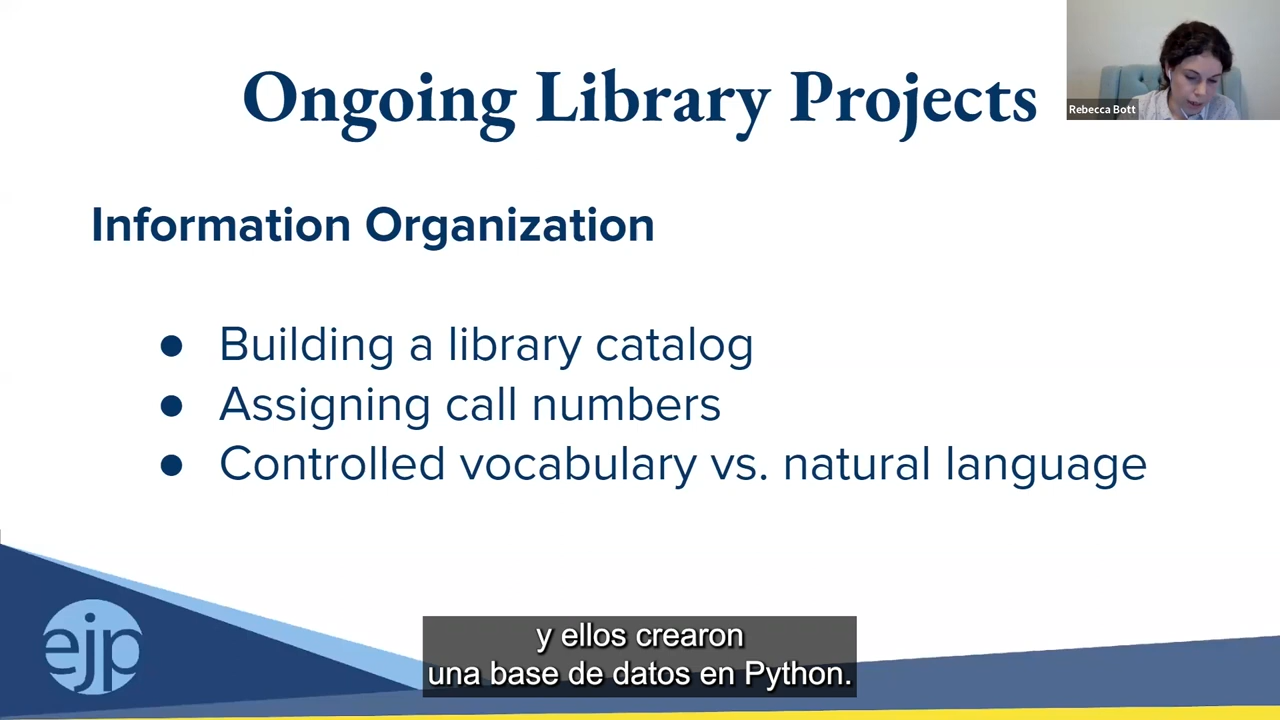 Ongoing Library Projects
Rebecca Bott
Information Organization
● Building a library catalog
● Assigning call numbers
● Controlled vocabulary vs. natural language
ejp
y ellos crearon
una base de datos en Python.